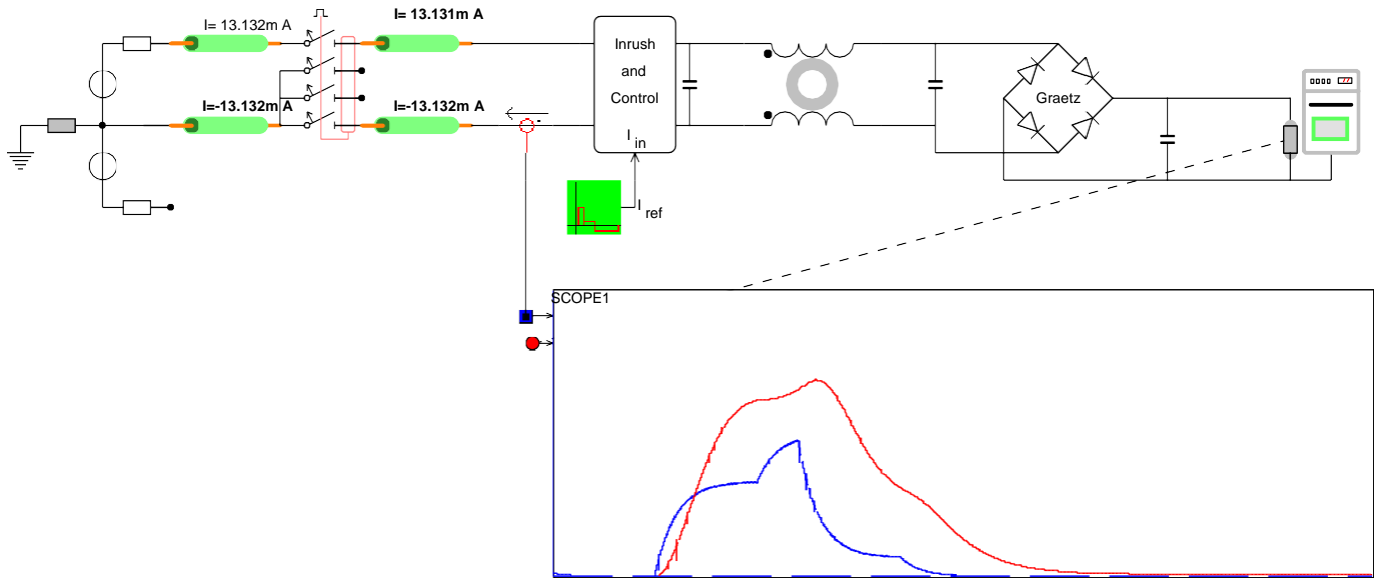 I= 13.132m A
I= 13.131m A
I=-13.132m A
I=-13.132m A
Inrush
and
Control
I in
I ref
Graetz
SCOPE1